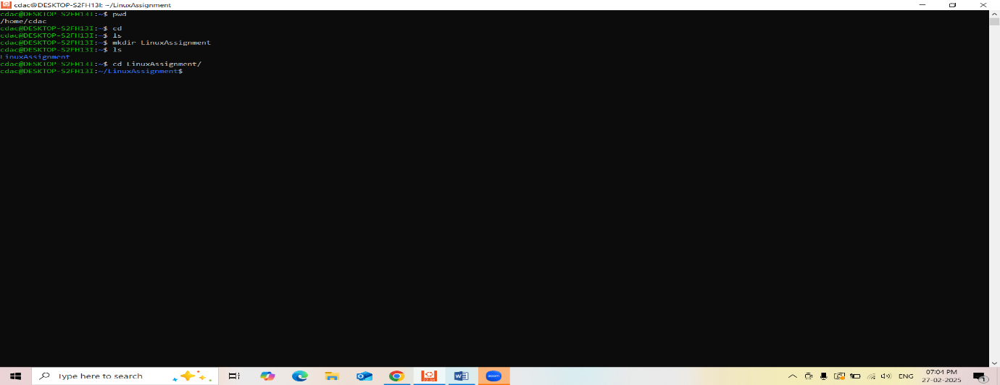 cdac@DESKTOP-S2FH13I: ~/LinuxAssignment
cdac@DESKTOP-S2FH13I:~$ pwd
/home/cdac
cdac@DESKTOP-S2FH13I:~$ cd
cdac@DESKTOP-S2FH13I:~$ ls
cdac@DESKTOP-S2FH13I:~$ mkdir LinuxAssignment
cdac@DESKTOP-S2FH13I:~$ ls
LinuxAssignment
cdac@DESKTOP-S2FH13I:~$ cd LinuxAssignment/
cdac@DESKTOP-S2FH13I:~/LinuxAssignment$
Type here to search
zoom
ENG
07:04 PM
27-02-2025
1